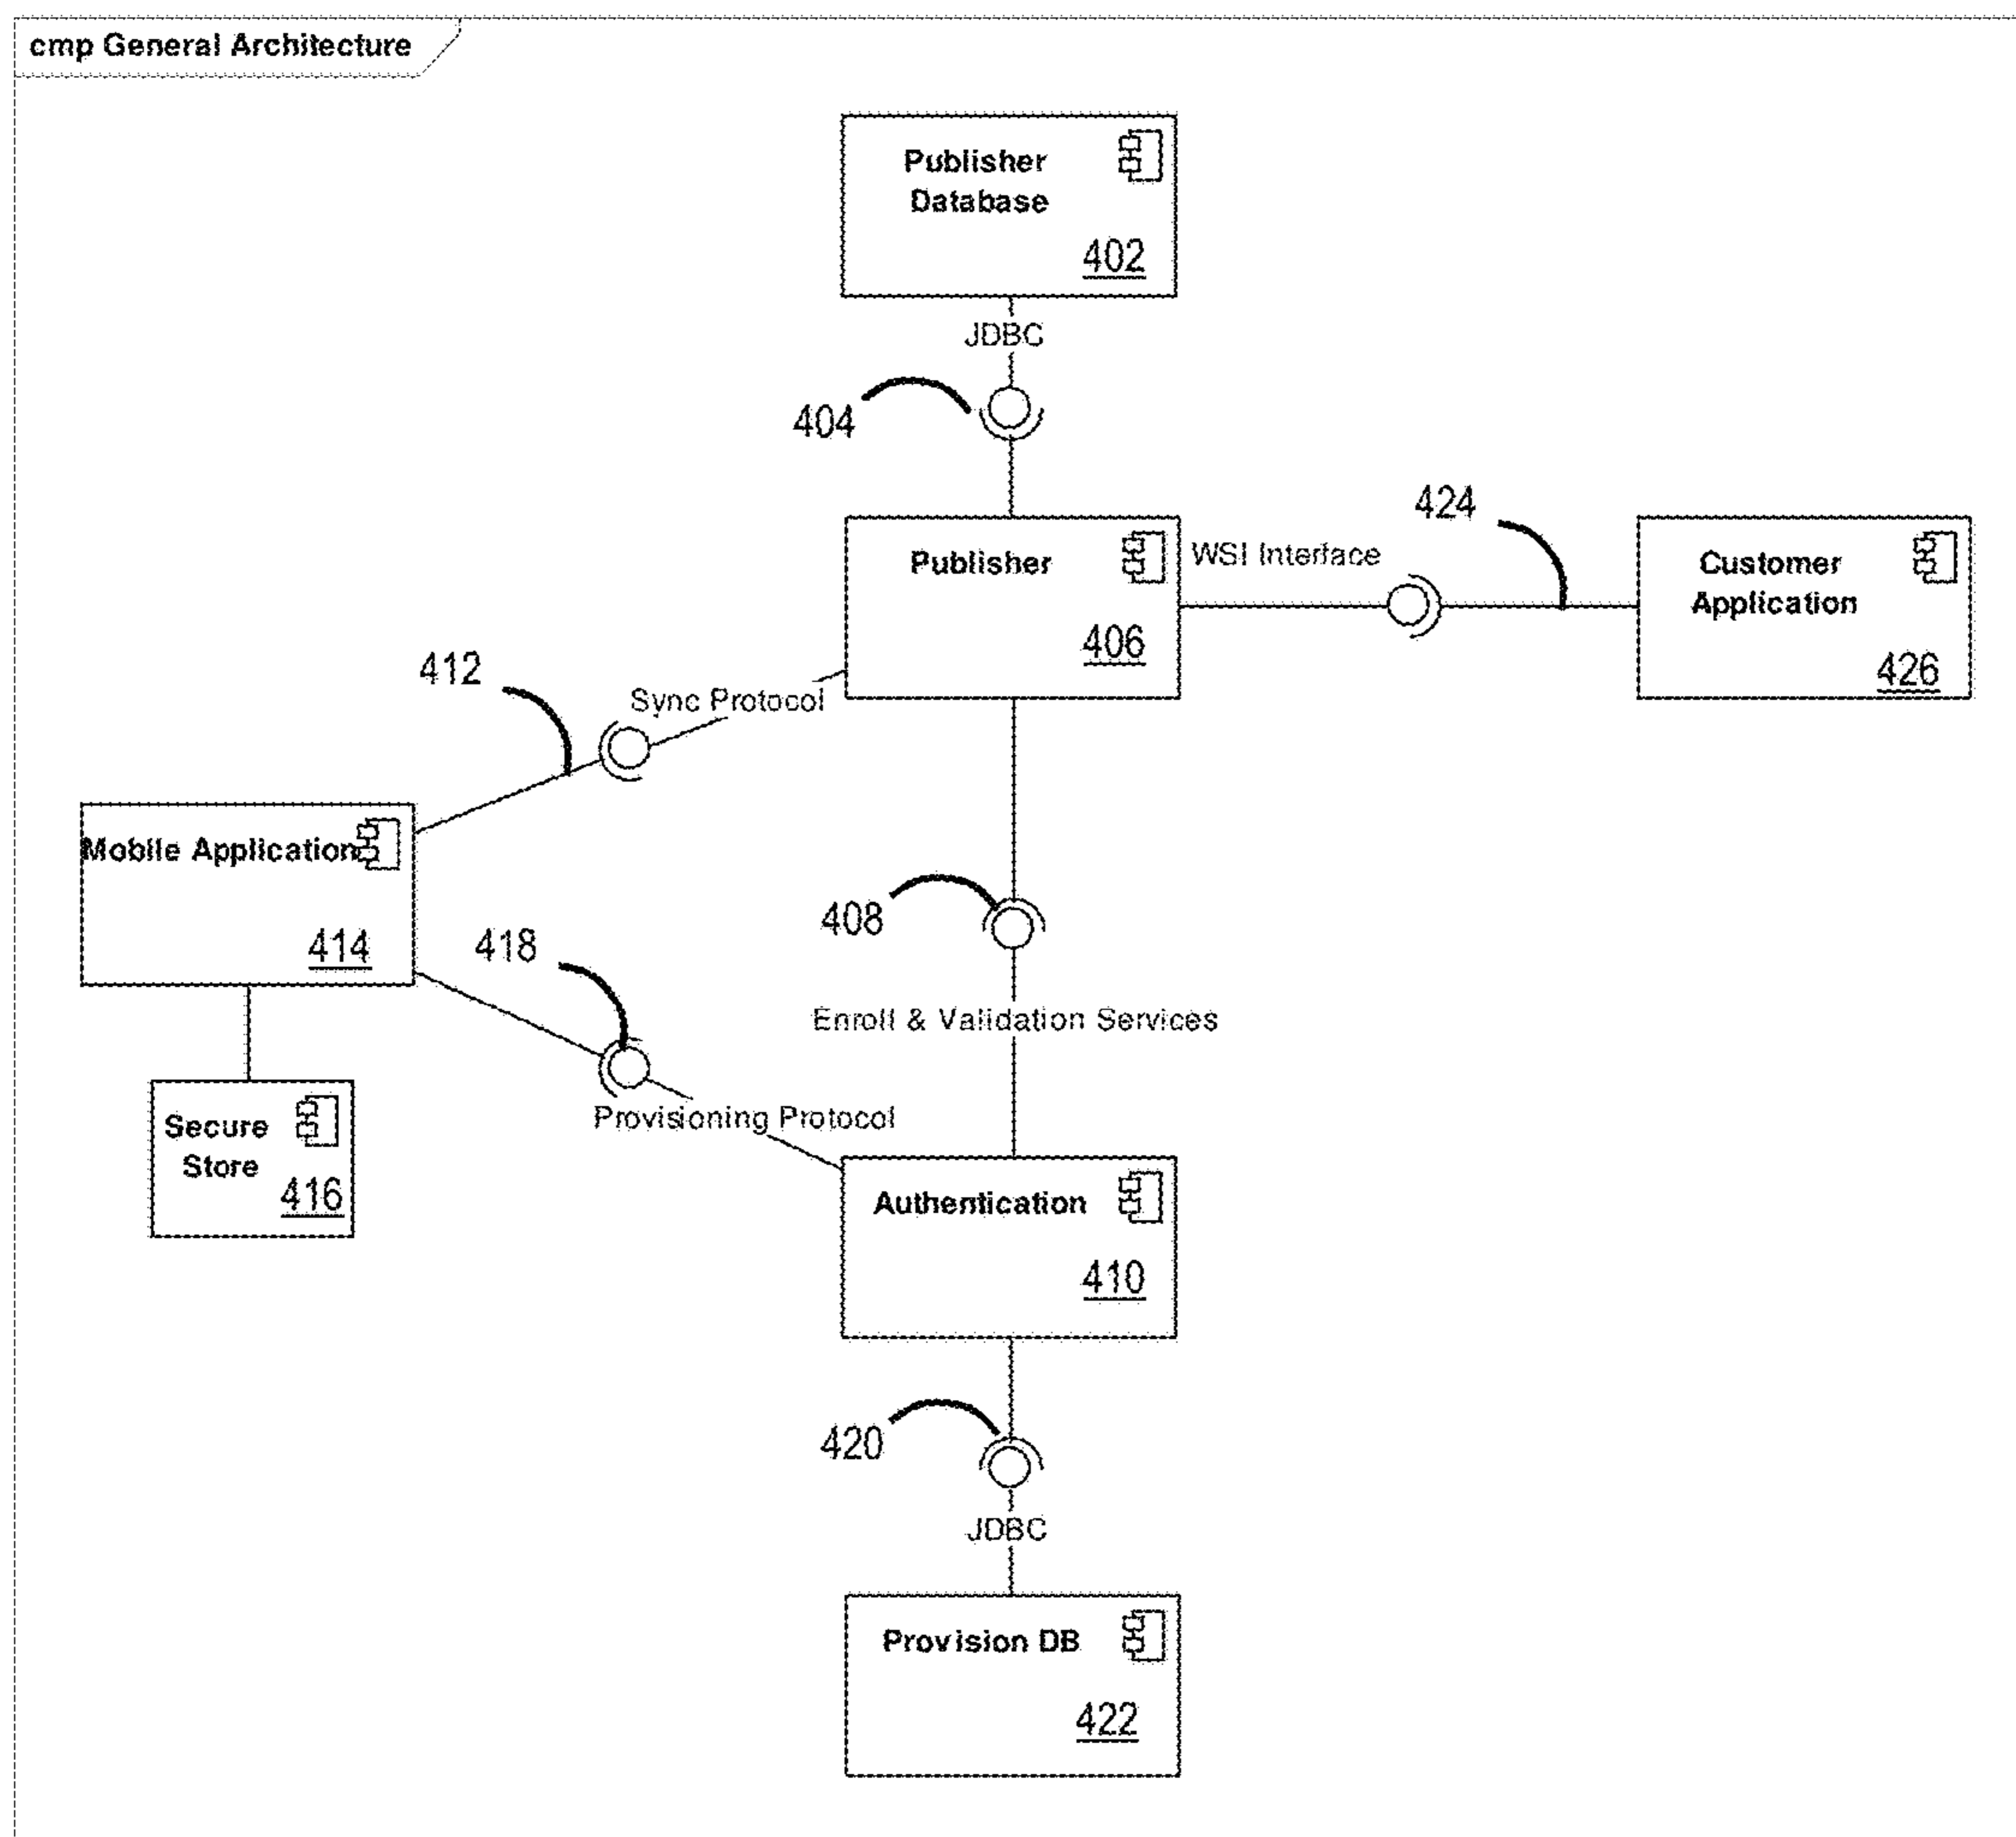 cmp General Architecture
Publisher
Database
402
JDBC
404
424
Publisher
406
WSI Interface
Customer
Application
426
412
Sync Protocol
Mobile Application
414
408
418
Enroll & Validation Services
Provisioning Protocol
Secure
Store
416
Authentication
410
420
JDBC
Provision DB
422